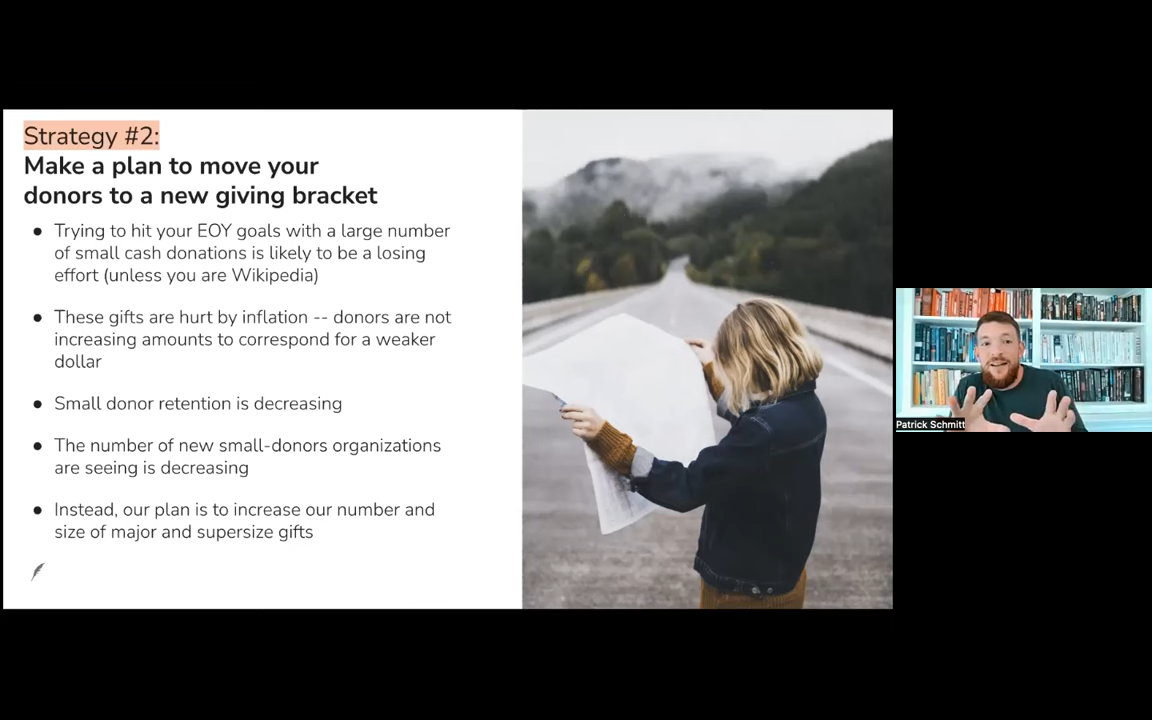 Strategy #2:
Make a plan to move your
donors to a new giving bracket
● Trying to hit your EOY goals with a large number
of small cash donations is likely to be a losing
effort (unless you are Wikipedia)
● These gifts are hurt by inflation -- donors are not
increasing amounts to correspond for a weaker
dollar
● Small donor retention is decreasing
● The number of new small-donors organizations
are seeing is decreasing
● Instead, our plan is to increase our number and
size of major and supersize gifts
Patrick Schmitt